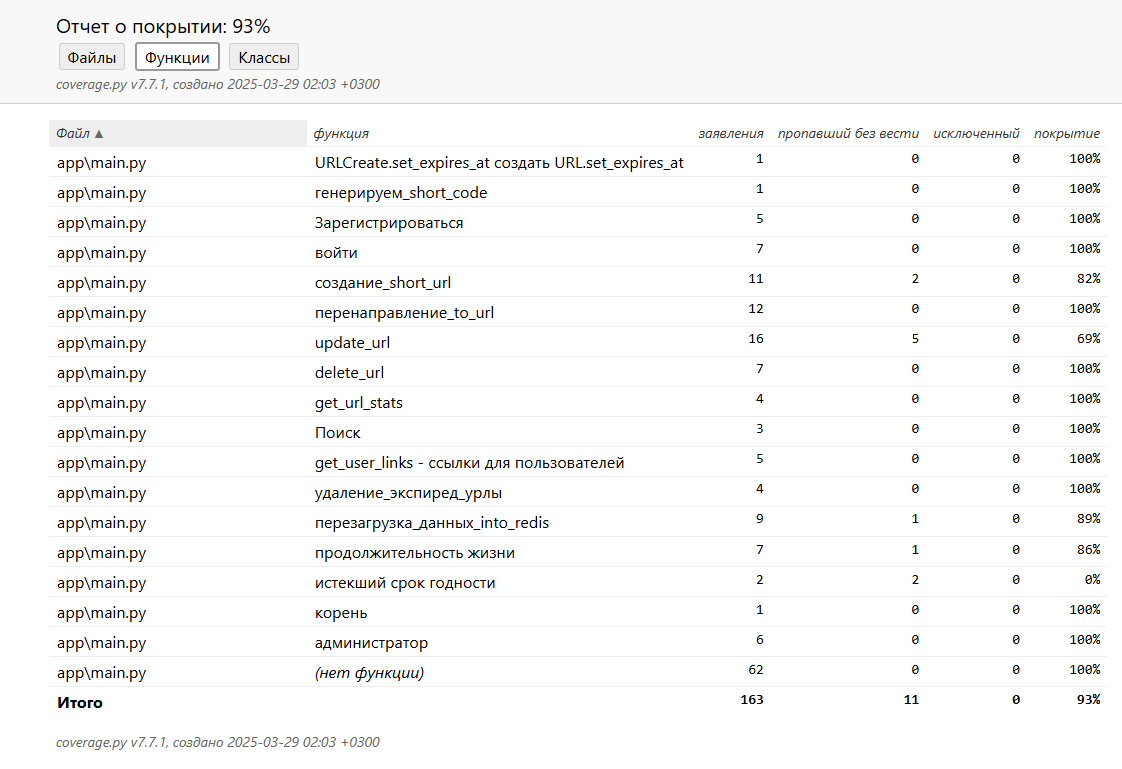 Отчет о покрытии: 93%
Файлы Функции Классы
coverage.py v7.7.1, создано 2025-03-29 02:03 +0300
Файл ▲ функция заявления пропавший без вести исключенный покрытие
app\main.py URLCreate.set_expires_at создать URL.set_expires_at 1 0 0 100%
app\main.py генерируем_short_code 1 0 0 100%
app\main.py Зарегистрироваться 5 0 0 100%
app\main.py войти 7 0 0 100%
app\main.py создание_short_url 11 2 0 82%
app\main.py перенаправление_to_url 12 0 0 100%
app\main.py update_url 16 5 0 69%
app\main.py delete_url 7 0 0 100%
app\main.py get_url_stats 4 0 0 100%
app\main.py Поиск 3 0 0 100%
app\main.py get_user_links - ссылки для пользователей 5 0 0 100%
app\main.py удаление_экспиред_урлы 4 0 0 100%
app\main.py перезагрузка_данных_into_redis 9 1 0 89%
app\main.py продолжительность жизни 7 1 0 86%
app\main.py истекший срок годности 2 2 0 0%
app\main.py корень 1 0 0 100%
app\main.py администратор 6 0 0 100%
app\main.py (нет функции) 62 0 0 100%
Итого 163 11 0 93%
coverage.py v7.7.1, создано 2025-03-29 02:03 +0300